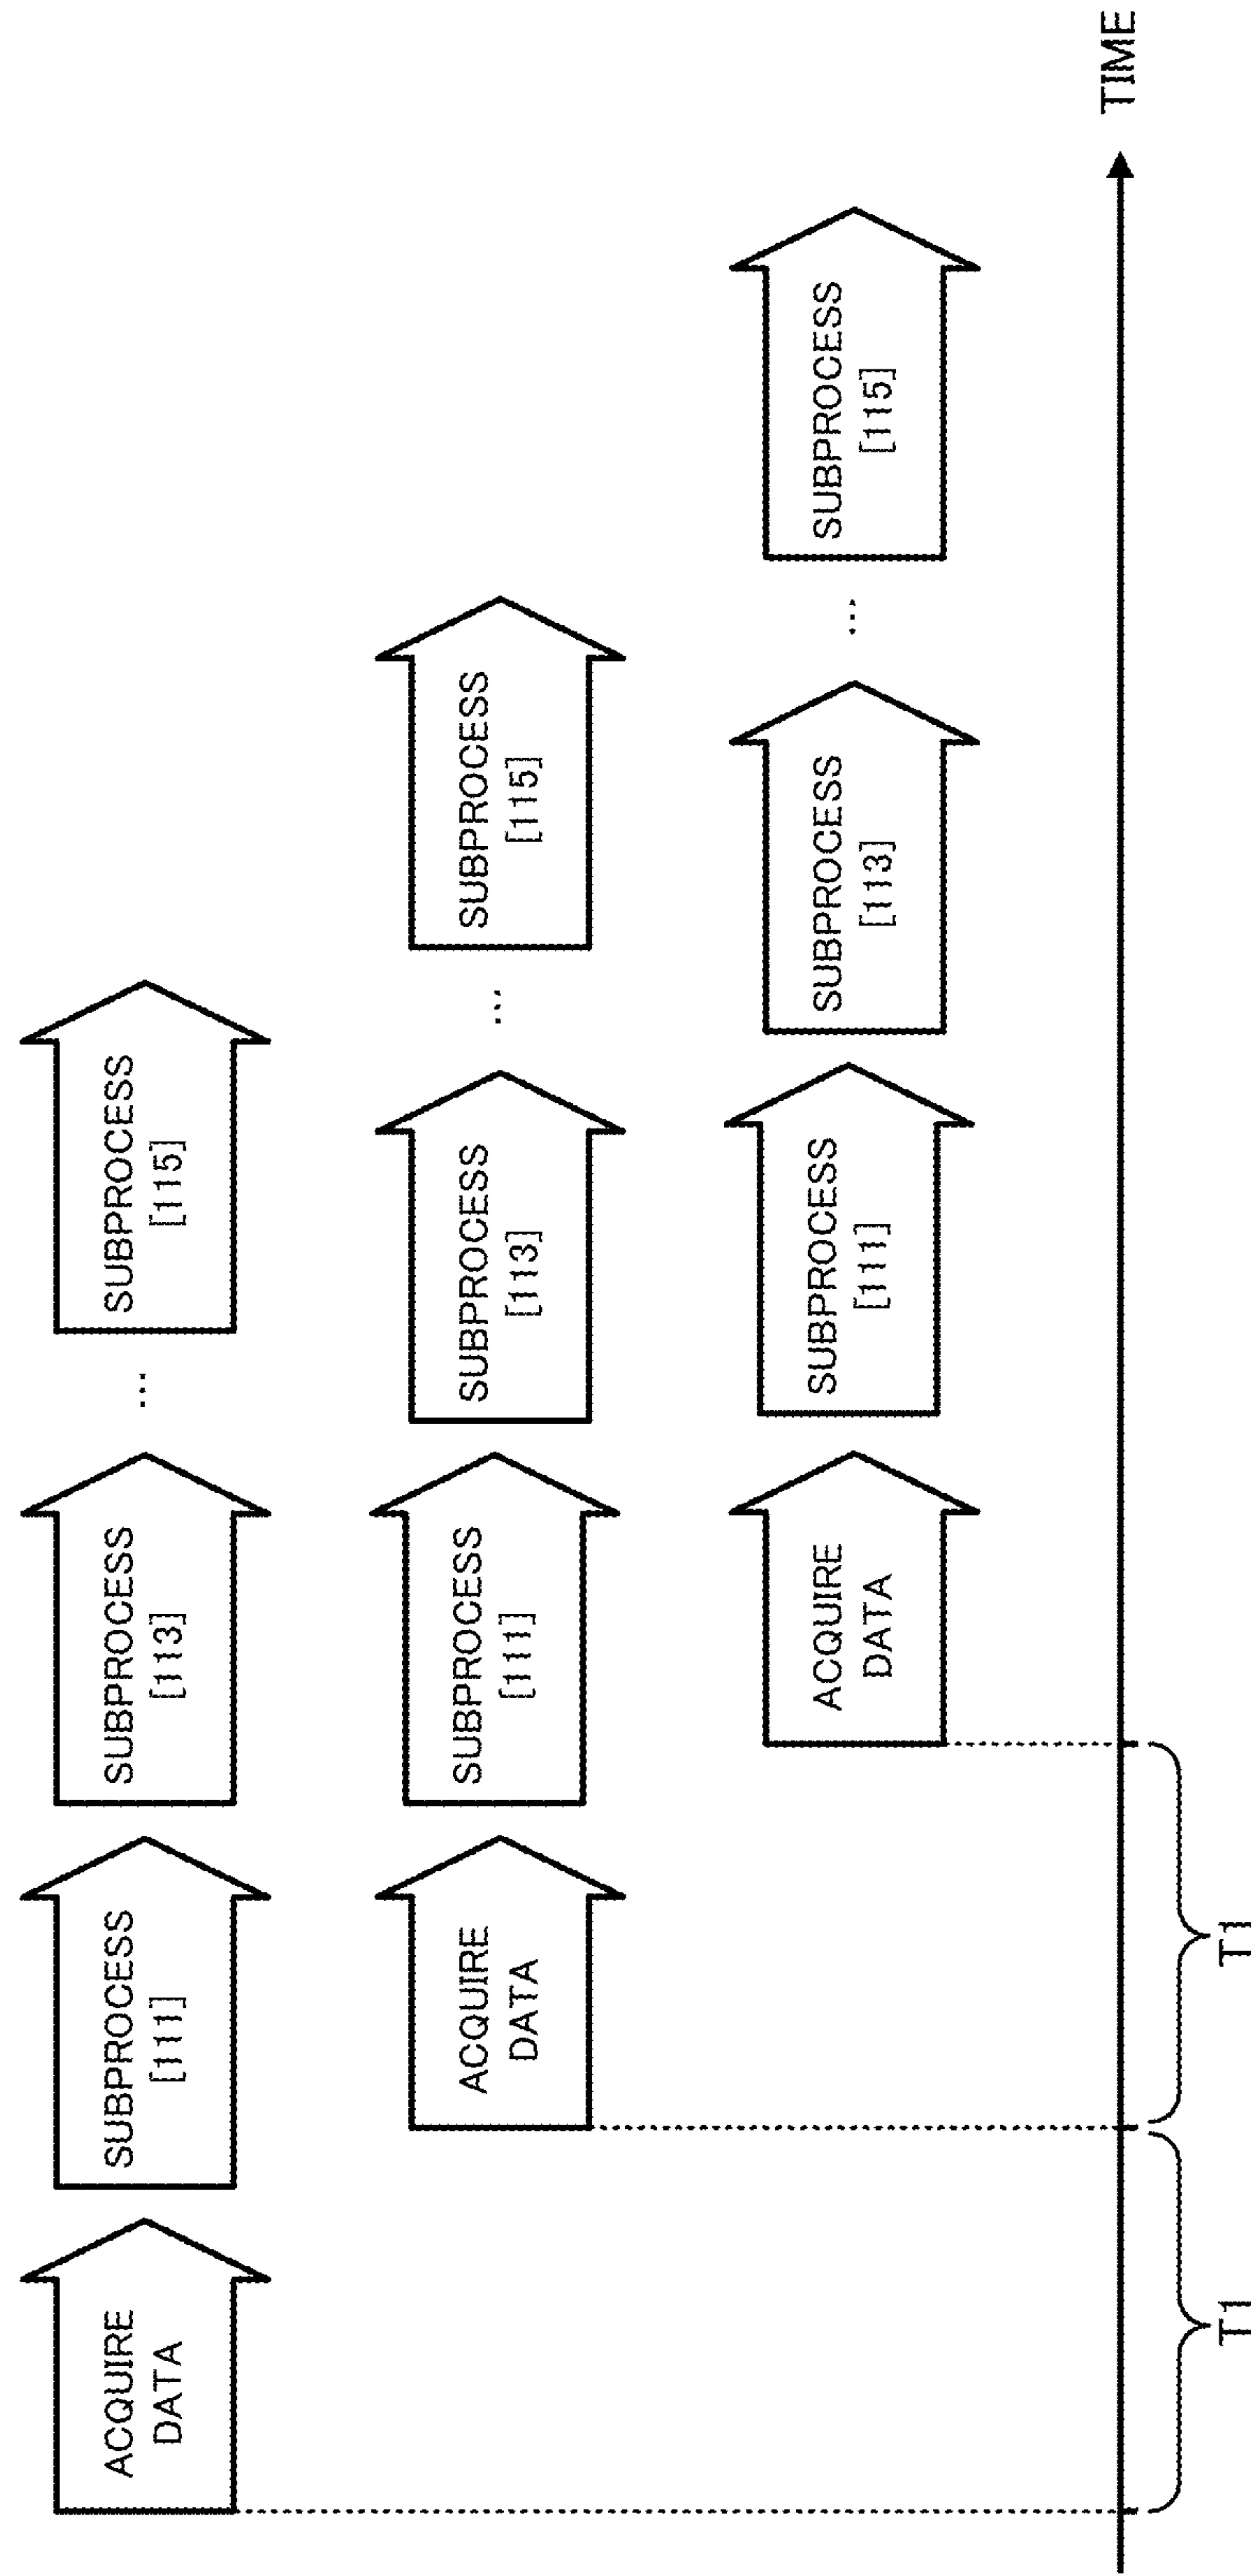 ACQUIRE
DATA
SUBPROCESS
[111]
SUBPROCESS
[113]
...
SUBPROCESS
[115]
ACQUIRE
DATA
SUBPROCESS
[111]
SUBPROCESS
[113]
...
SUBPROCESS
[115]
ACQUIRE
DATA
SUBPROCESS
[111]
SUBPROCESS
[113]
...
SUBPROCESS
[115]
TIME
T1
T1